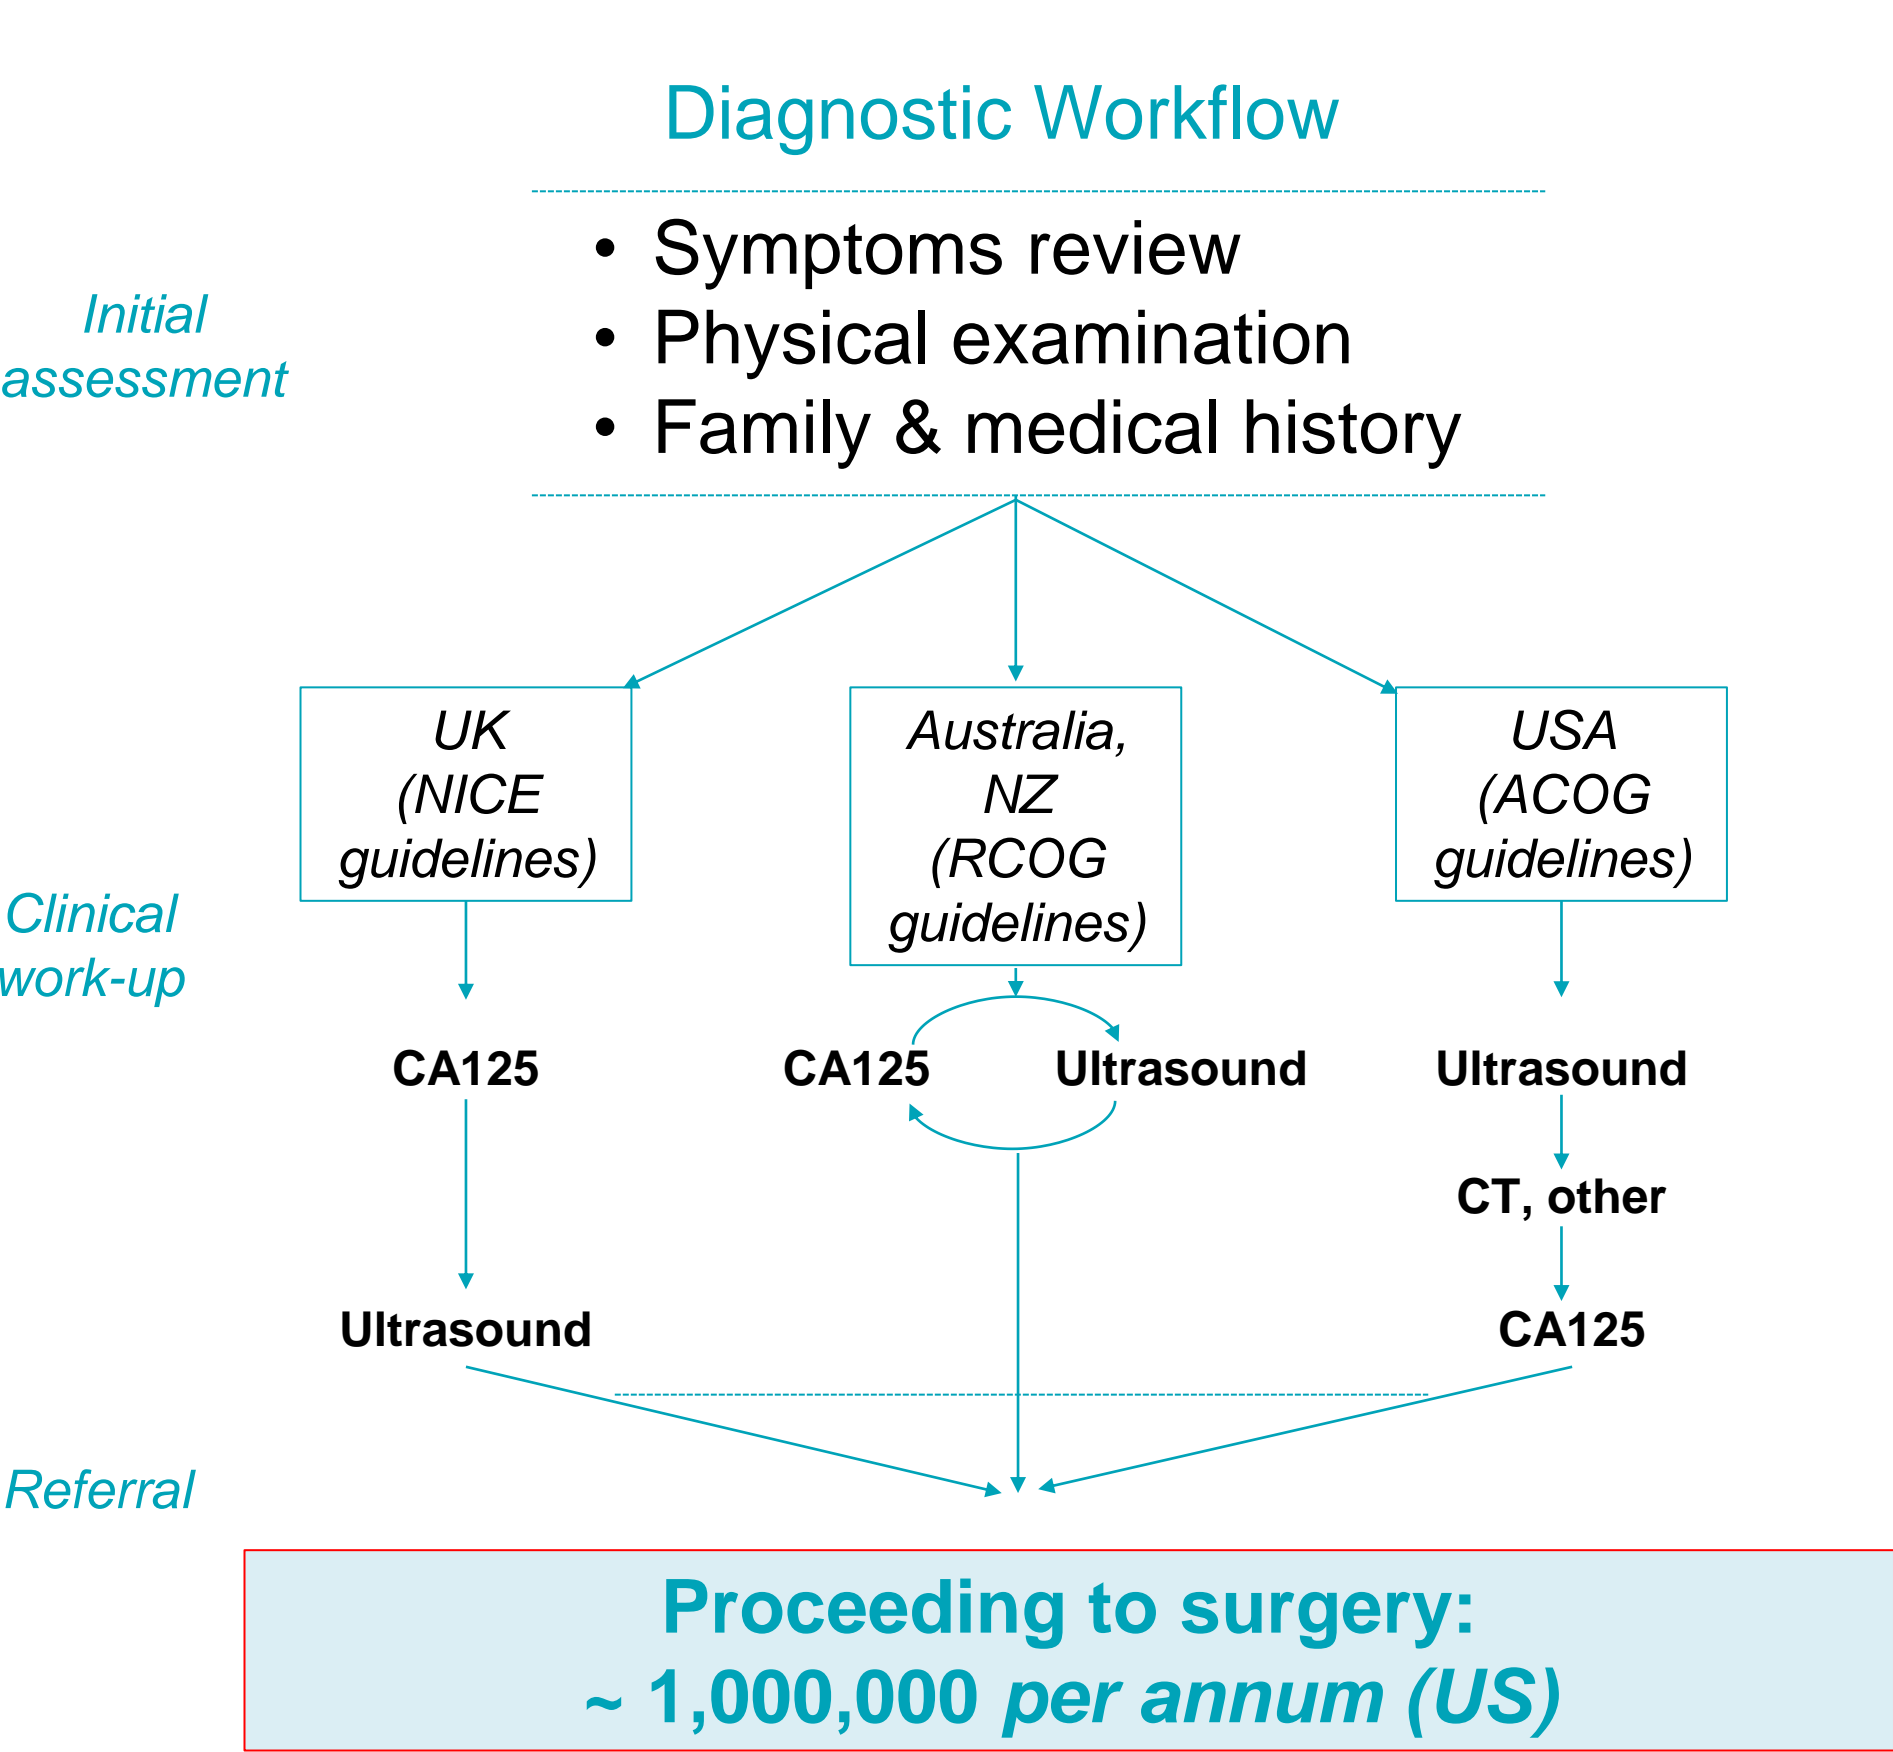 Diagnostic Workflow
• Symptoms review
• Physical examination
• Family & medical history
Initial
assessment
UK
(NICE
guidelines)
Australia,
NZ
(RCOG
guidelines)
USA
(ACOG
guidelines)
Clinical
work-up
CA125
Ultrasound
CA125
Ultrasound
Ultrasound
CT, other
CA125
Referral
Proceeding to surgery:
~ 1,000,000 per annum (US)